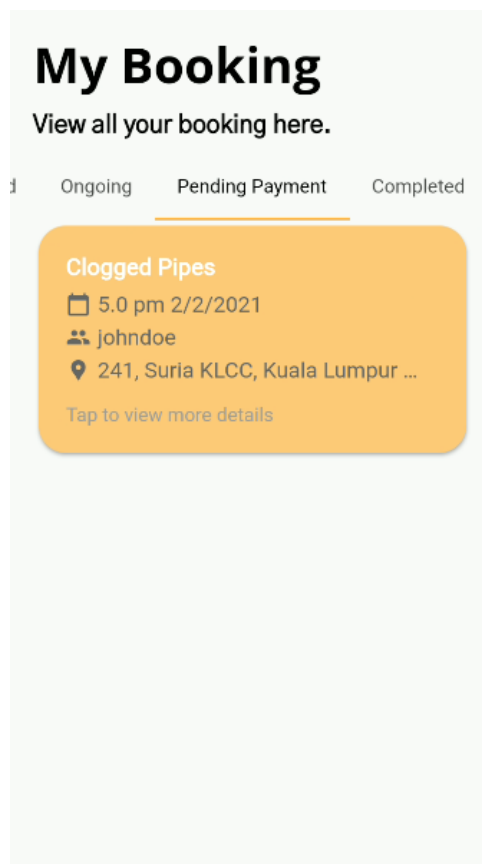 My Booking
View all your booking here.
d Ongoing Pending Payment Completed
Clogged Pipes
5.0 pm 2/2/2021
johndoe
241, Suria KLCC, Kuala Lumpur ...
Tap to view more details